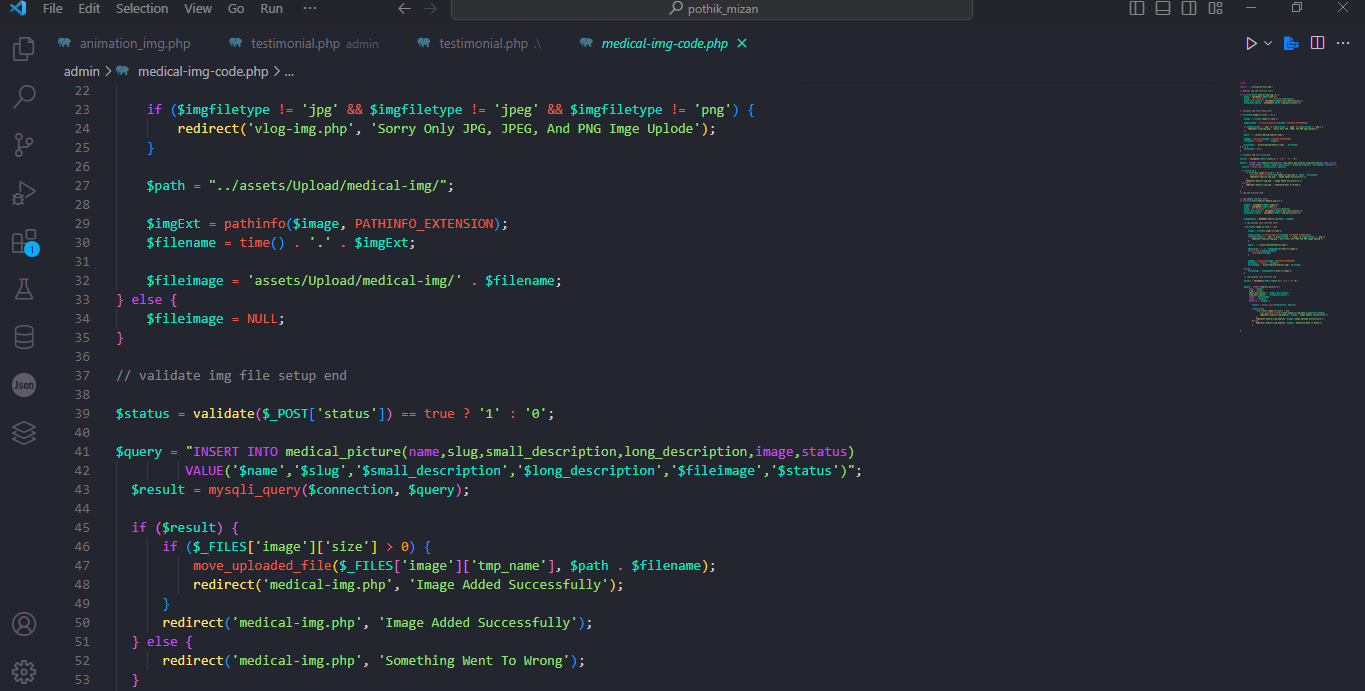 File Edit Selection View Go Run ··· ← → pothik_mizan
animation_img.php testimonial.php admin testimonial.php .\ medical-img-code.php ×
admin > medical-img-code.php > ...
22
23 if ($imgfiletype != 'jpg' && $imgfiletype != 'jpeg' && $imgfiletype != 'png') {
24 redirect('vlog-img.php', 'Sorry Only JPG, JPEG, And PNG Imge Uplode');
25 }
26
27 $path = "../assets/Upload/medical-img/";
28
29 $imgExt = pathinfo($image, PATHINFO_EXTENSION);
30 $filename = time() . '.' . $imgExt;
31
32 $fileimage = 'assets/Upload/medical-img/' . $filename;
33 } else {
34 $fileimage = NULL;
35 }
36
37 // validate img file setup end
38
39 $status = validate($_POST['status']) == true ? '1' : '0';
40
41 $query = "INSERT INTO medical_picture(name,slug,small_description,long_description,image,status)
42 VALUE('$name','$slug','$small_description','$long_description','$fileimage','$status')";
43 $result = mysqli_query($connection, $query);
44
45 if ($result) {
46 if ($_FILES['image']['size'] > 0) {
47 move_uploaded_file($_FILES['image']['tmp_name'], $path . $filename);
48 redirect('medical-img.php', 'Image Added Successfully');
49 }
50 redirect('medical-img.php', 'Image Added Successfully');
51 } else {
52 redirect('medical-img.php', 'Something Went To Wrong');
53 }
1
Json